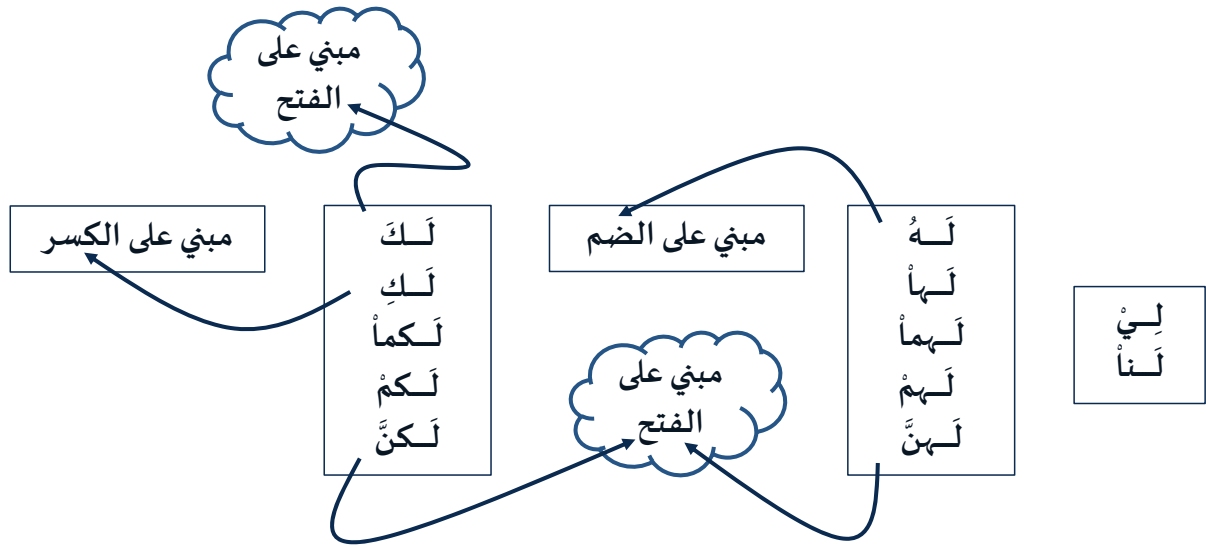 مبني على
الفتح
لِـيْ
لَـناْ
لَـهُ
لَـهاْ
لَـهماْ
لَـهمْ
لَـهنَّ
مبني على الضم
مبني على
الفتح
لَـكَ
لَـكِ
لَـكماْ
لَـكمْ
لَـكنَّ
مبني على الكسر